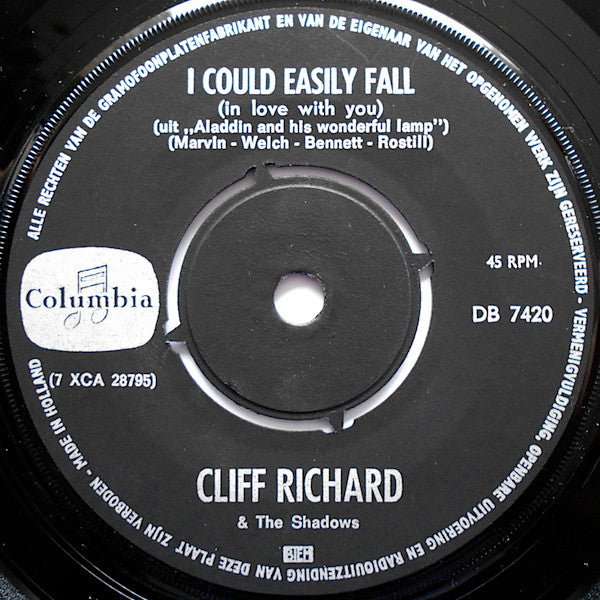 ALLE RECHTEN VAN DE GRAMOFOONPLATENFABRIKANT EN VAN DE EIGENAAR VAN HET OPGENOMEN WERK ZIJN GERESERVEERD - VERMENIGVULDIGING, OPENBARE UITVOERING EN RADIOUITZENDING VAN DEZE PLAAT ZIJN VERBODEN - MADE IN HOLLAND
I COULD EASILY FALL
(in love with you)
(uit „Aladdin and his wonderful lamp”)
(Marvin - Welch - Bennett - Rostill)
Columbia
45 RPM.
DB 7420
(7 XCA 28795)
CLIFF RICHARD
& The Shadows
BIEM